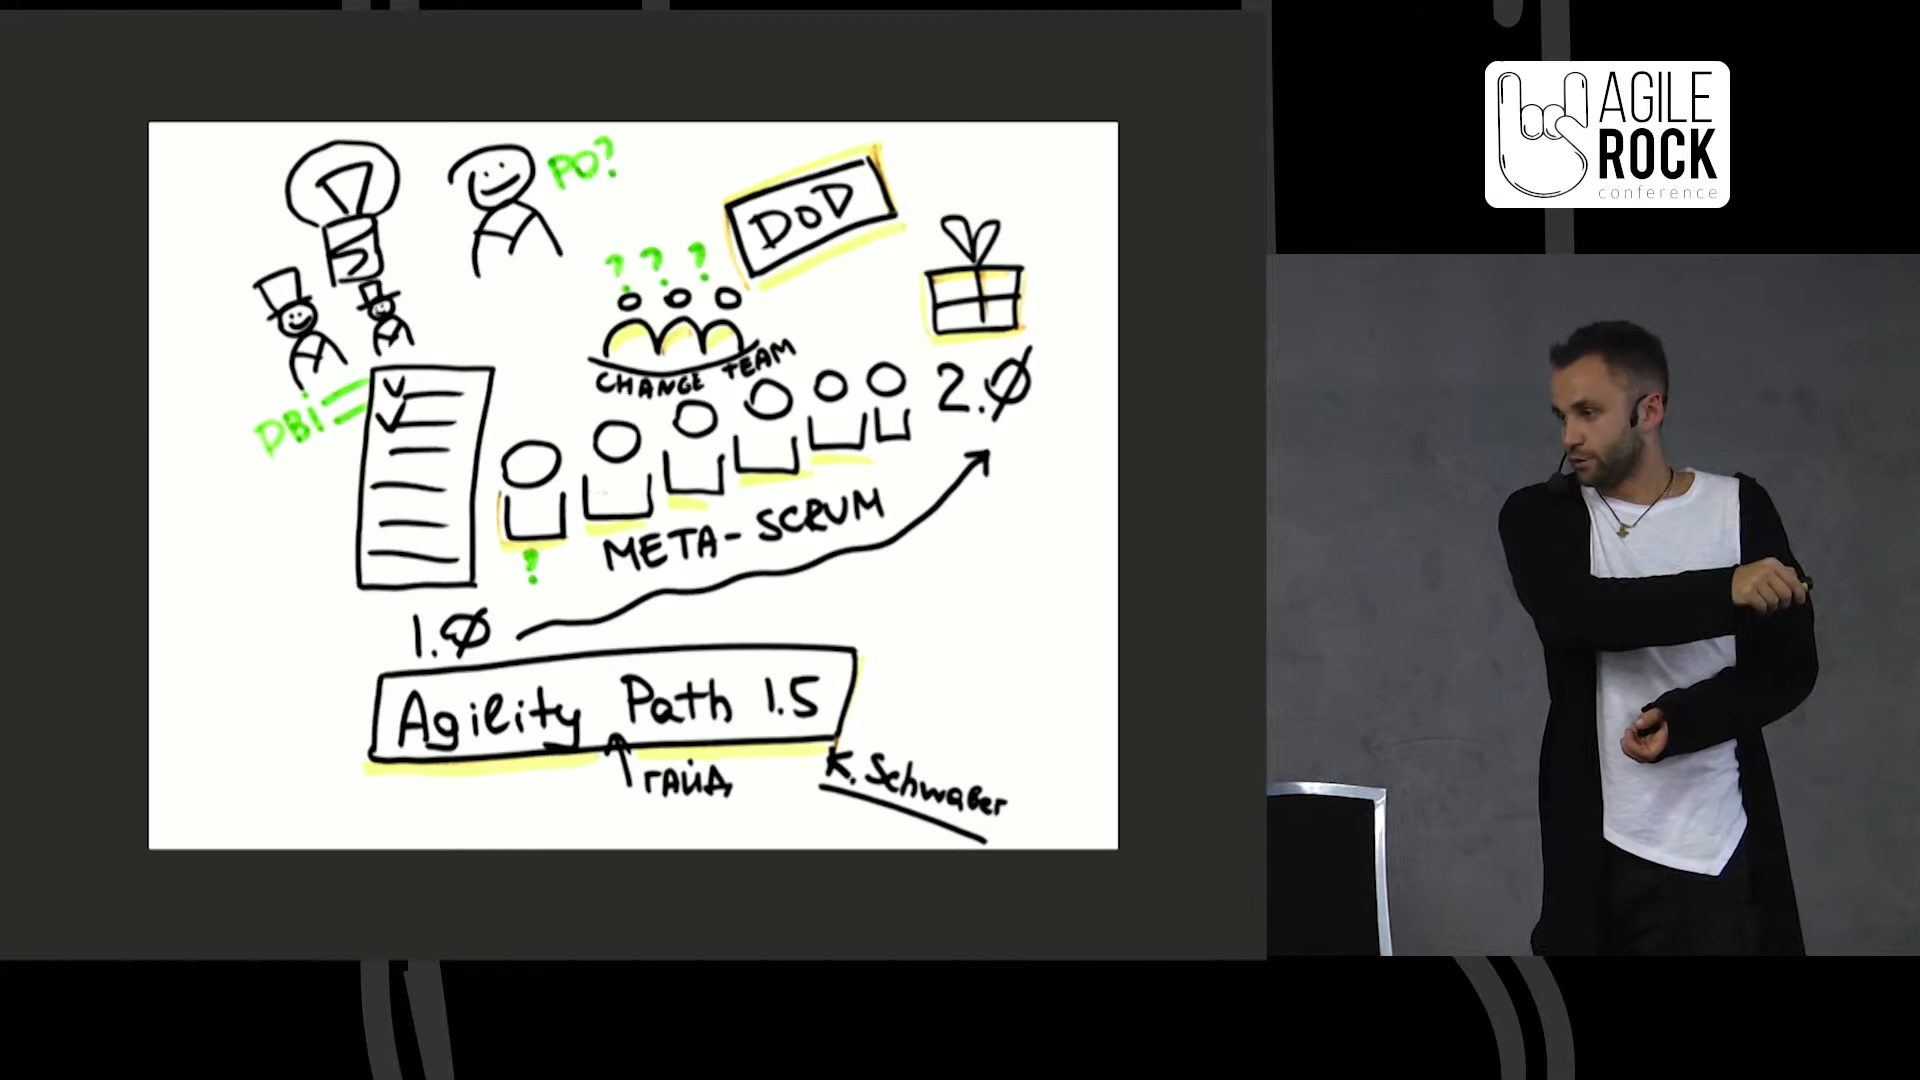 PO?
DOD
? ? ?
CHANGE TEAM
DBI
2.0
META-SCRUM
?
1.0
Agility Path 1.5
ГАЙД
K. Schwaber
AGILE
ROCK
conference